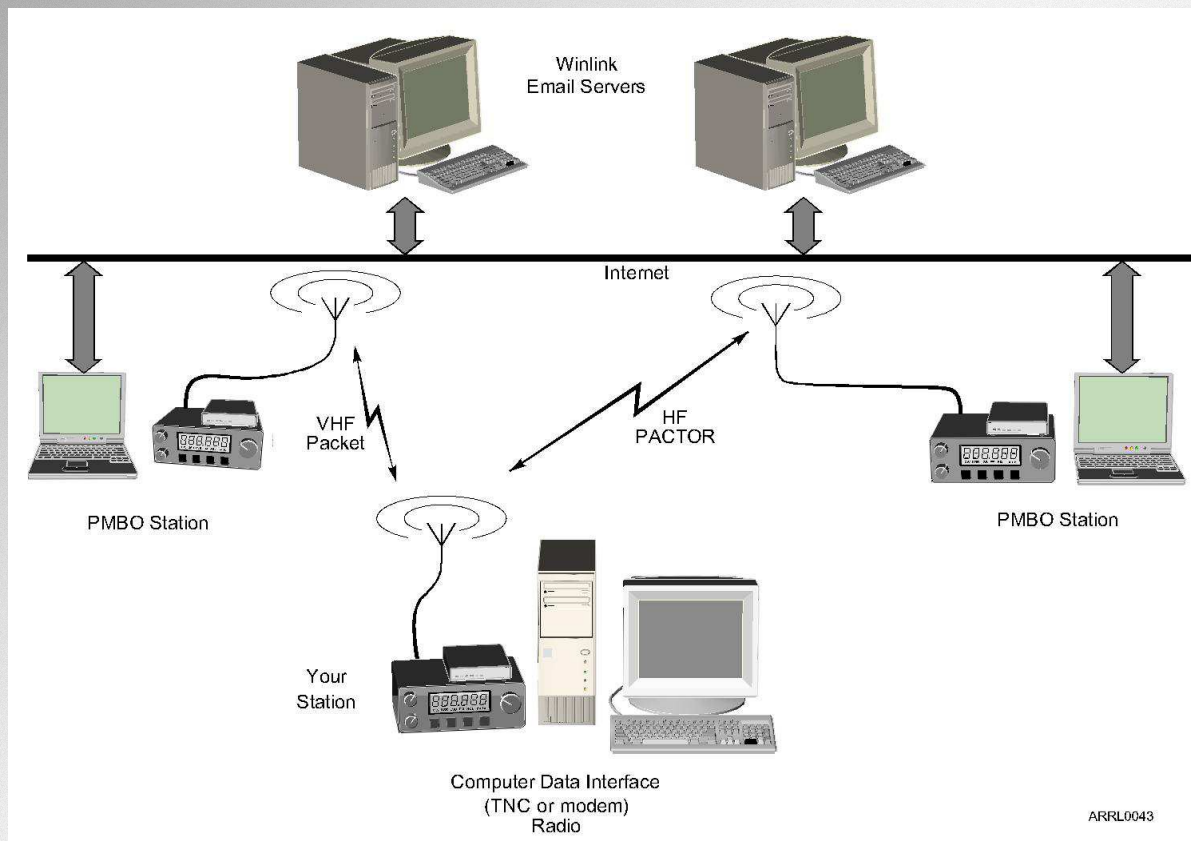 Winlink
Email Servers
Internet
VHF
Packet
HF
PACTOR
PMBO Station
PMBO Station
Your
Station
Computer Data Interface
(TNC or modem)
Radio
ARRL0043